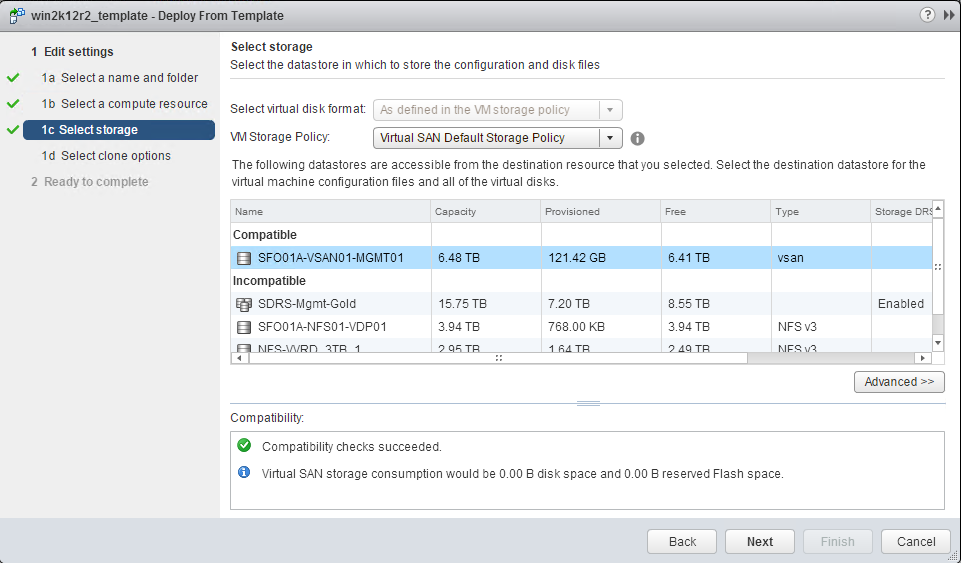 win2k12r2_template - Deploy From Template
1 Edit settings
1a Select a name and folder
1b Select a compute resource
1c Select storage
1d Select clone options
2 Ready to complete
Select storage
Select the datastore in which to store the configuration and disk files
Select virtual disk format: As defined in the VM storage policy
VM Storage Policy: Virtual SAN Default Storage Policy
The following datastores are accessible from the destination resource that you selected. Select the destination datastore for the
virtual machine configuration files and all of the virtual disks.
Name Capacity Provisioned Free Type Storage DRS
Compatible
SFO01A-VSAN01-MGMT01 6.48 TB 121.42 GB 6.41 TB vsan
Incompatible
SDRS-Mgmt-Gold 15.75 TB 7.20 TB 8.55 TB Enabled
SFO01A-NFS01-VDP01 3.94 TB 768.00 KB 3.94 TB NFS v3
NFS-VVRD_3TB_1 2.95 TB 1.64 TB 2.49 TB NFS v3
Advanced >>
Compatibility:
Compatibility checks succeeded.
Virtual SAN storage consumption would be 0.00 B disk space and 0.00 B reserved Flash space.
Back Next Finish Cancel